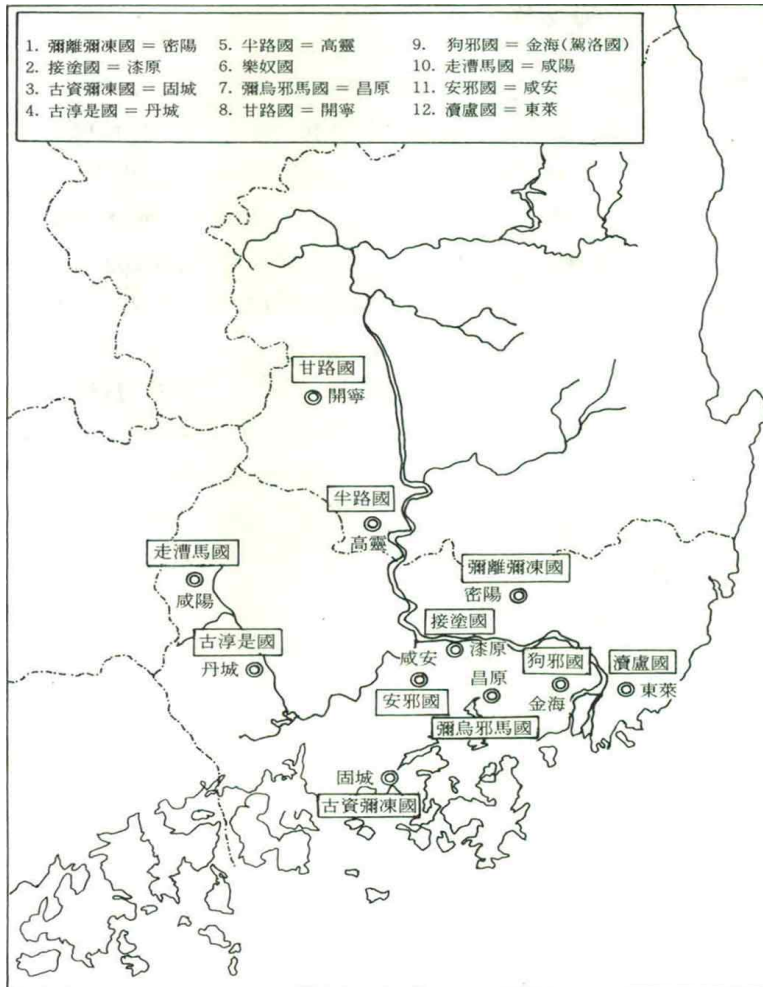 1. 彌離彌凍國 = 密陽
2. 接塗國 = 漆原
3. 古資彌凍國 = 固城
4. 古淳是國 = 丹城
5. 半路國 = 高靈
6. 樂奴國
7. 彌烏邪馬國 = 昌原
8. 甘路國 = 開寧
9. 狗邪國 = 金海(駕洛國)
10. 走漕馬國 = 咸陽
11. 安邪國 = 咸安
12. 瀆盧國 = 東萊
甘路國
開寧
半路國
高靈
走漕馬國
咸陽
彌離彌凍國
密陽
接塗國
漆原
古淳是國
丹城
咸安
安邪國
昌原
彌烏邪馬國
狗邪國
金海
瀆盧國
東萊
固城
古資彌凍國